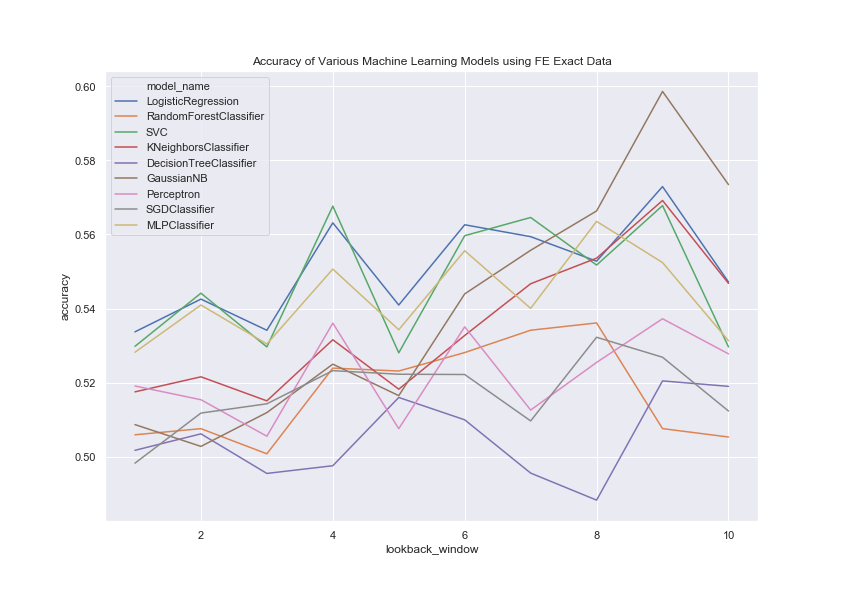 Accuracy of Various Machine Learning Models using FE Exact Data
model_name
LogisticRegression
RandomForestClassifier
SVC
KNeighborsClassifier
DecisionTreeClassifier
GaussianNB
Perceptron
SGDClassifier
MLPClassifier
accuracy
0.60
0.58
0.56
0.54
0.52
0.50
2 4 6 8 10
lookback_window